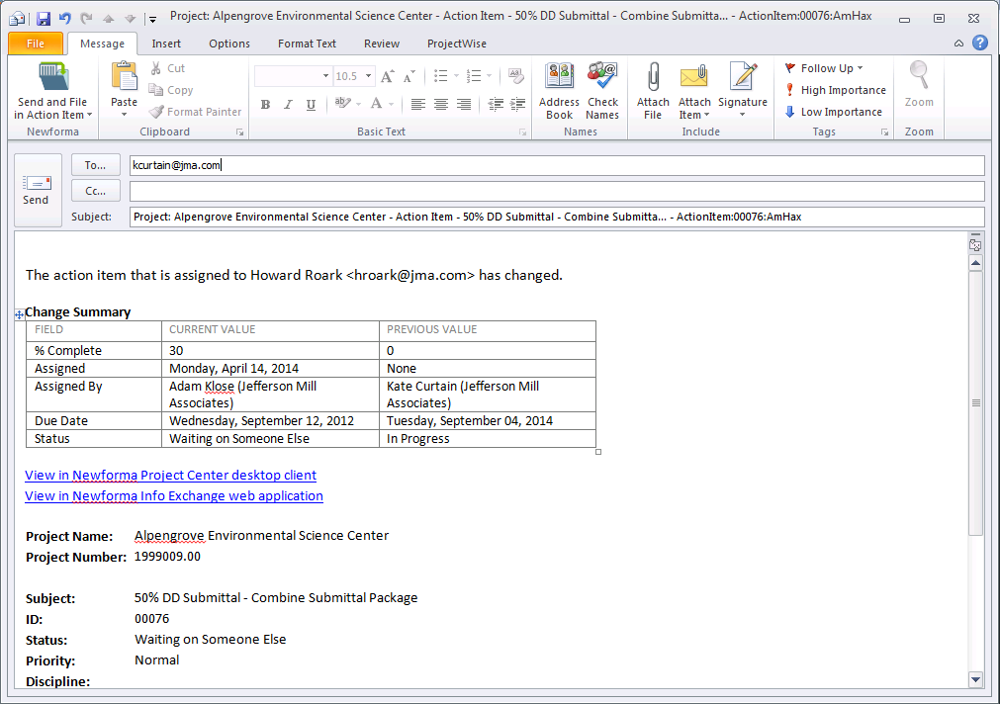 Project: Alpengrove Environmental Science Center - Action Item - 50% DD Submittal - Combine Submitta... - ActionItem:00076:AmHax
File Message Insert Options Format Text Review ProjectWise
Send and File in Action Item
Newforma
Paste
Cut
Copy
Format Painter
Clipboard
10.5
B I U
Basic Text
Address Book
Check Names
Names
Attach File
Attach Item
Signature
Include
Follow Up
High Importance
Low Importance
Tags
Zoom
Zoom
Send
To... kcurtain@jma.com
Cc...
Subject: Project: Alpengrove Environmental Science Center - Action Item - 50% DD Submittal - Combine Submitta... - ActionItem:00076:AmHax
The action item that is assigned to Howard Roark <hroark@jma.com> has changed.
Change Summary
FIELD CURRENT VALUE PREVIOUS VALUE
% Complete 30 0
Assigned Monday, April 14, 2014 None
Assigned By Adam Klose (Jefferson Mill Associates) Kate Curtain (Jefferson Mill Associates)
Due Date Wednesday, September 12, 2012 Tuesday, September 04, 2014
Status Waiting on Someone Else In Progress
View in Newforma Project Center desktop client
View in Newforma Info Exchange web application
Project Name: Alpengrove Environmental Science Center
Project Number: 1999009.00
Subject: 50% DD Submittal - Combine Submittal Package
ID: 00076
Status: Waiting on Someone Else
Priority: Normal
Discipline: